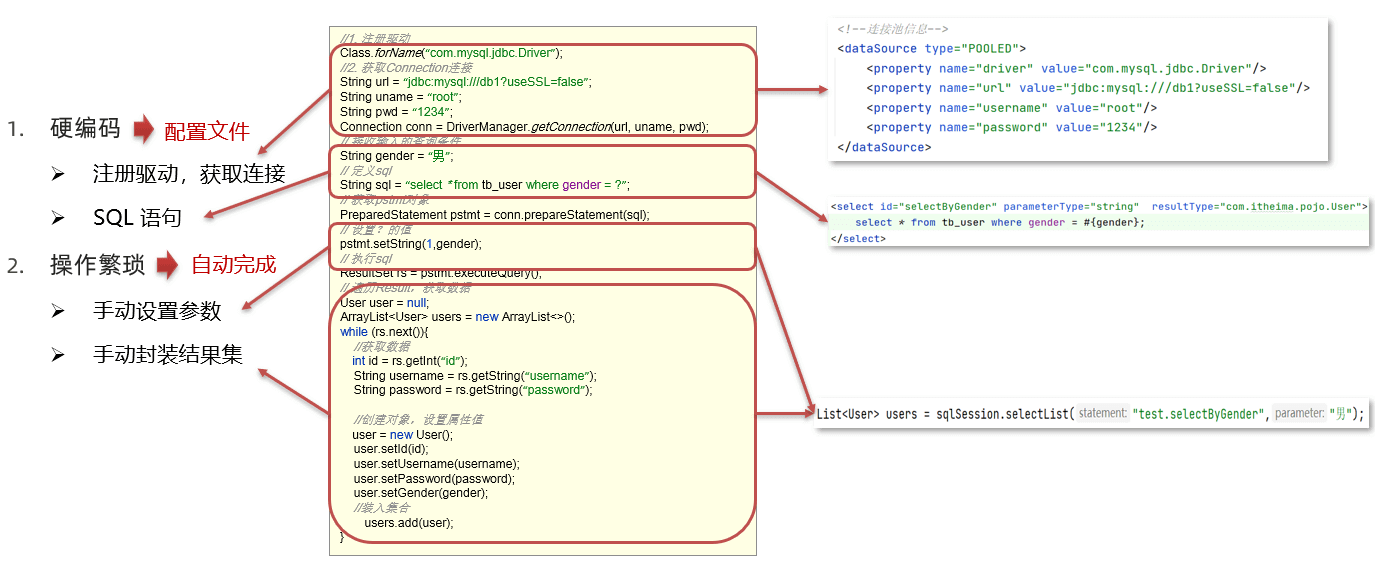 1. 硬编码 配置文件
➢ 注册驱动，获取连接
➢ SQL 语句
2. 操作繁琐 自动完成
➢ 手动设置参数
➢ 手动封装结果集
//1. 注册驱动
Class.forName(“com.mysql.jdbc.Driver”);
//2. 获取Connection连接
String url = “jdbc:mysql:///db1?useSSL=false”;
String uname = “root”;
String pwd = “1234”;
Connection conn = DriverManager.getConnection(url, uname, pwd);
// 接收输入的查询条件
String gender = “男”;
// 定义sql
String sql = “select *from tb_user where gender = ?”;
// 获取pstmt对象
PreparedStatement pstmt = conn.prepareStatement(sql);
// 设置？的值
pstmt.setString(1,gender);
// 执行sql
ResultSet rs = pstmt.executeQuery();
// 遍历Result，获取数据
User user = null;
ArrayList<User> users = new ArrayList<>();
while (rs.next()){
//获取数据
int id = rs.getInt(“id”);
String username = rs.getString(“username”);
String password = rs.getString(“password”);
//创建对象，设置属性值
user = new User();
user.setId(id);
user.setUsername(username);
user.setPassword(password);
user.setGender(gender);
//装入集合
users.add(user);
}
<!--连接池信息-->
<dataSource type="POOLED">
<property name="driver" value="com.mysql.jdbc.Driver"/>
<property name="url" value="jdbc:mysql:///db1?useSSL=false"/>
<property name="username" value="root"/>
<property name="password" value="1234"/>
</dataSource>
<select id="selectByGender" parameterType="string" resultType="com.itheima.pojo.User">
select * from tb_user where gender = #{gender};
</select>
List<User> users = sqlSession.selectList( statement: "test.selectByGender", parameter: "男");